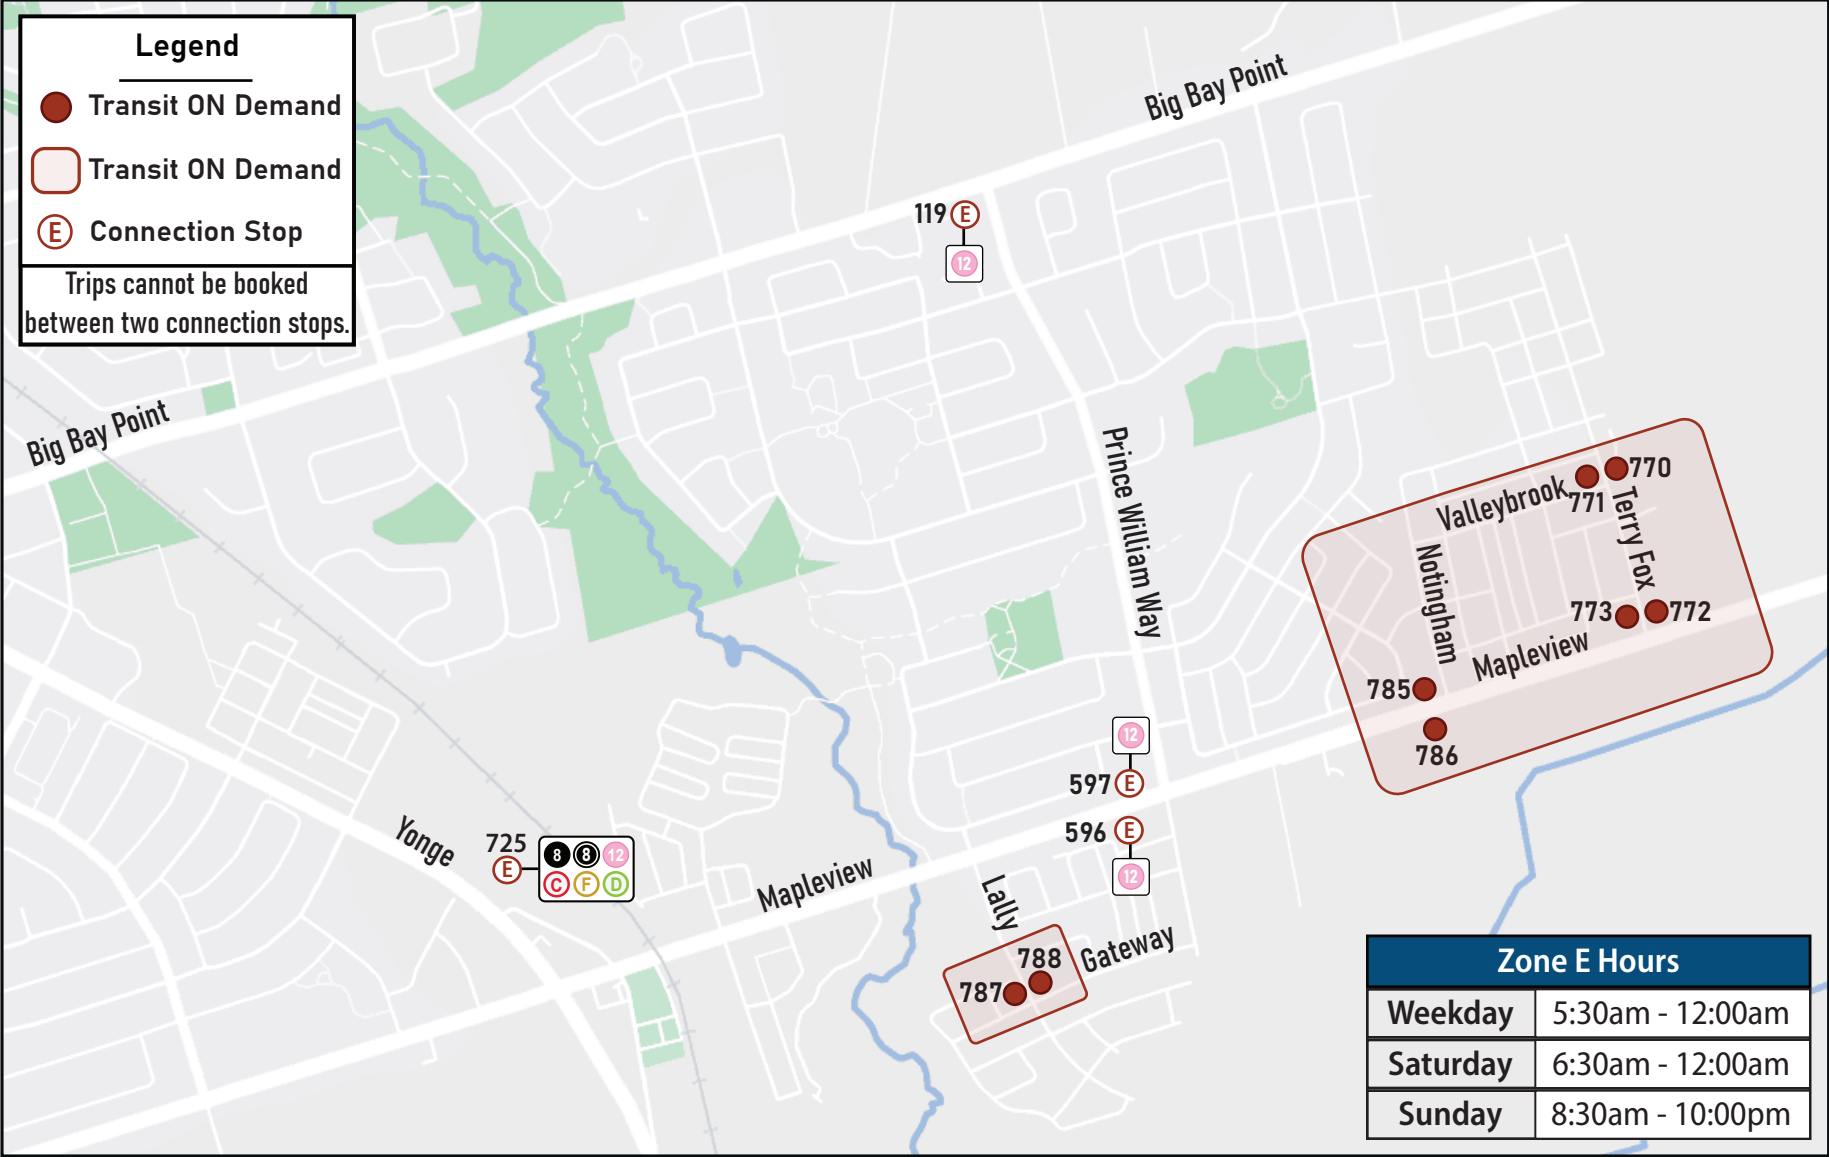 Legend
Transit ON Demand
Transit ON Demand
E Connection Stop
Trips cannot be booked
between two connection stops.
Big Bay Point
119 E
12
Big Bay Point
Prince William Way
770
771
Valleybrook
Terry Fox
Notingham
773
772
Mapleview
785
786
12
597 E
596 E
12
Yonge
725
E
8 8 12
C F D
Mapleview
Lally
Gateway
788
787
Zone E Hours
Weekday 5:30am - 12:00am
Saturday 6:30am - 12:00am
Sunday 8:30am - 10:00pm